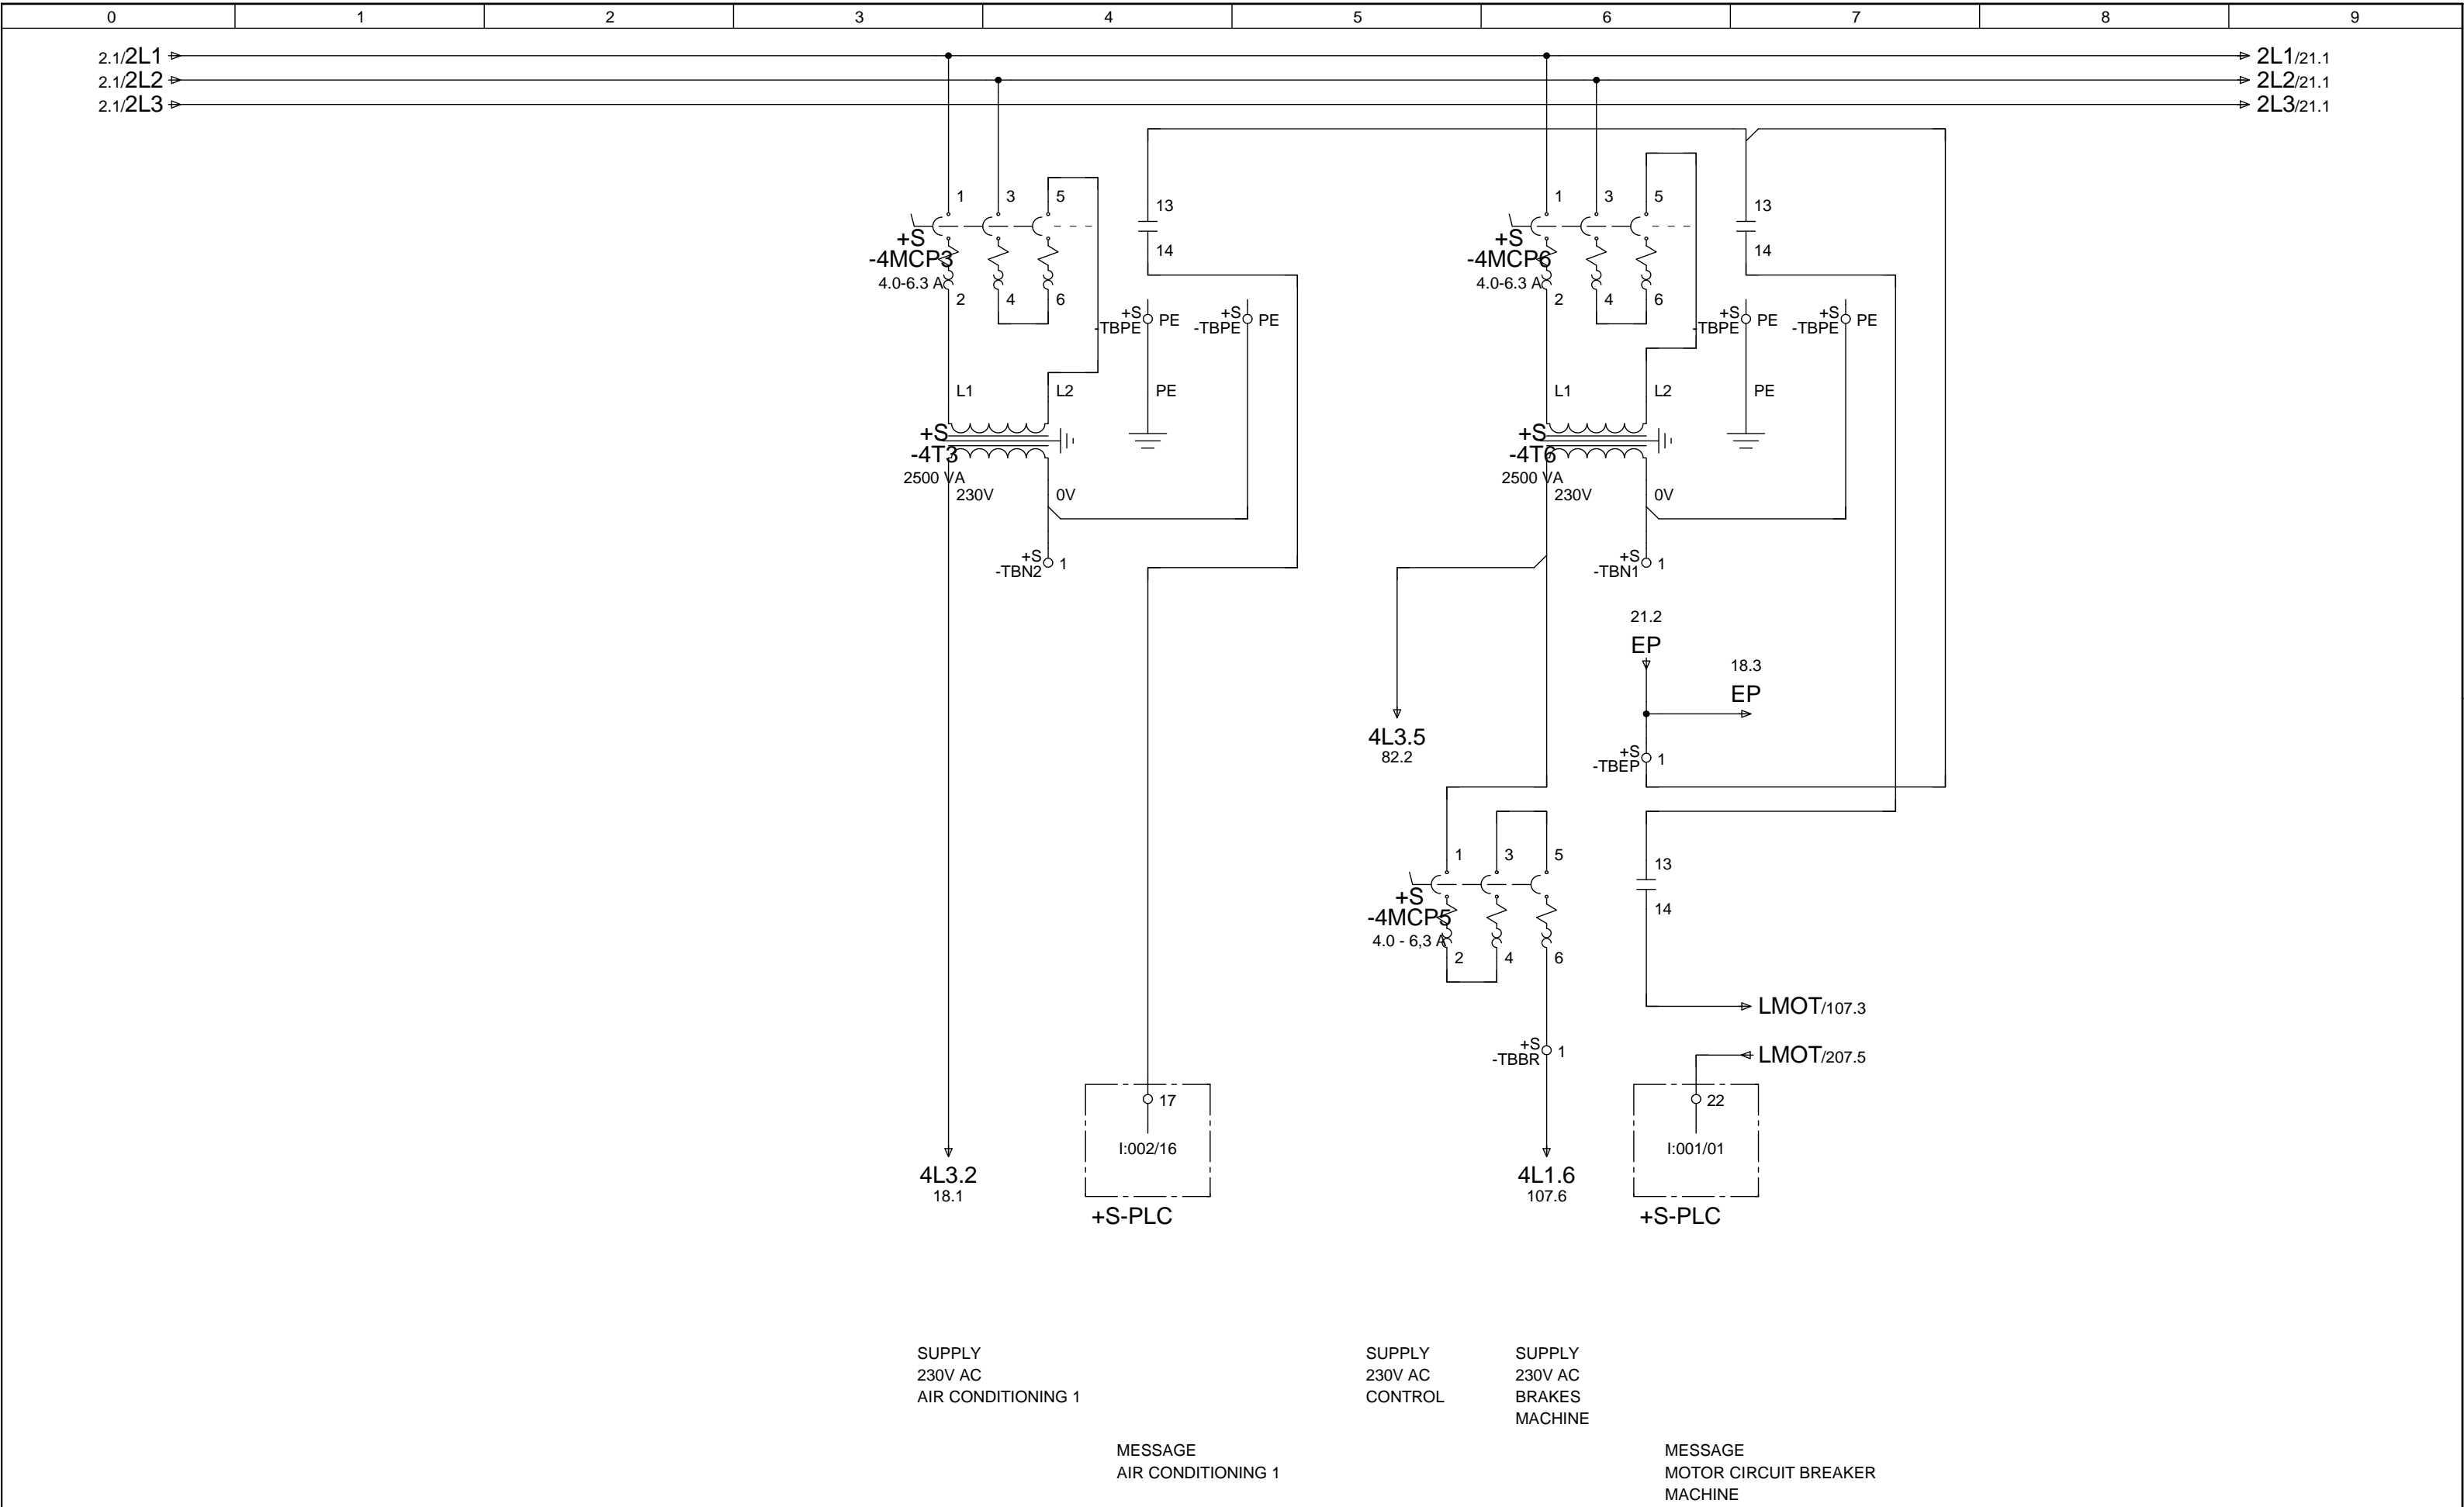 0 1 2 3 4 5 6 7 8 9
2.1/2L1 2L1/21.1
2.1/2L2 2L2/21.1
2.1/2L3 2L3/21.1
1 3 5
13
14
+S
-4MCP3
4.0-6.3 A
2 4 6
1 3 5
13
14
+S
-4MCP6
4.0-6.3 A
2 4 6
+S
-TBPE PE
+S
-TBPE PE
+S
-TBPE PE
+S
-TBPE PE
L1 L2 PE
L1 L2 PE
+S
-4T3
2500 VA
230V 0V
+S
-4T6
2500 VA
230V 0V
+S
-TBN2 1
+S
-TBN1 1
21.2
EP
18.3
EP
4L3.5
82.2
+S
-TBEP 1
1 3 5
13
14
+S
-4MCP5
4.0 - 6,3 A
2 4 6
LMOT/107.3
+S
-TBBR 1
LMOT/207.5
17
I:002/16
22
I:001/01
4L3.2
18.1
+S-PLC
4L1.6
107.6
+S-PLC
SUPPLY
230V AC
AIR CONDITIONING 1
SUPPLY
230V AC
CONTROL
SUPPLY
230V AC
BRAKES
MACHINE
MESSAGE
AIR CONDITIONING 1
MESSAGE
MOTOR CIRCUIT BREAKER
MACHINE